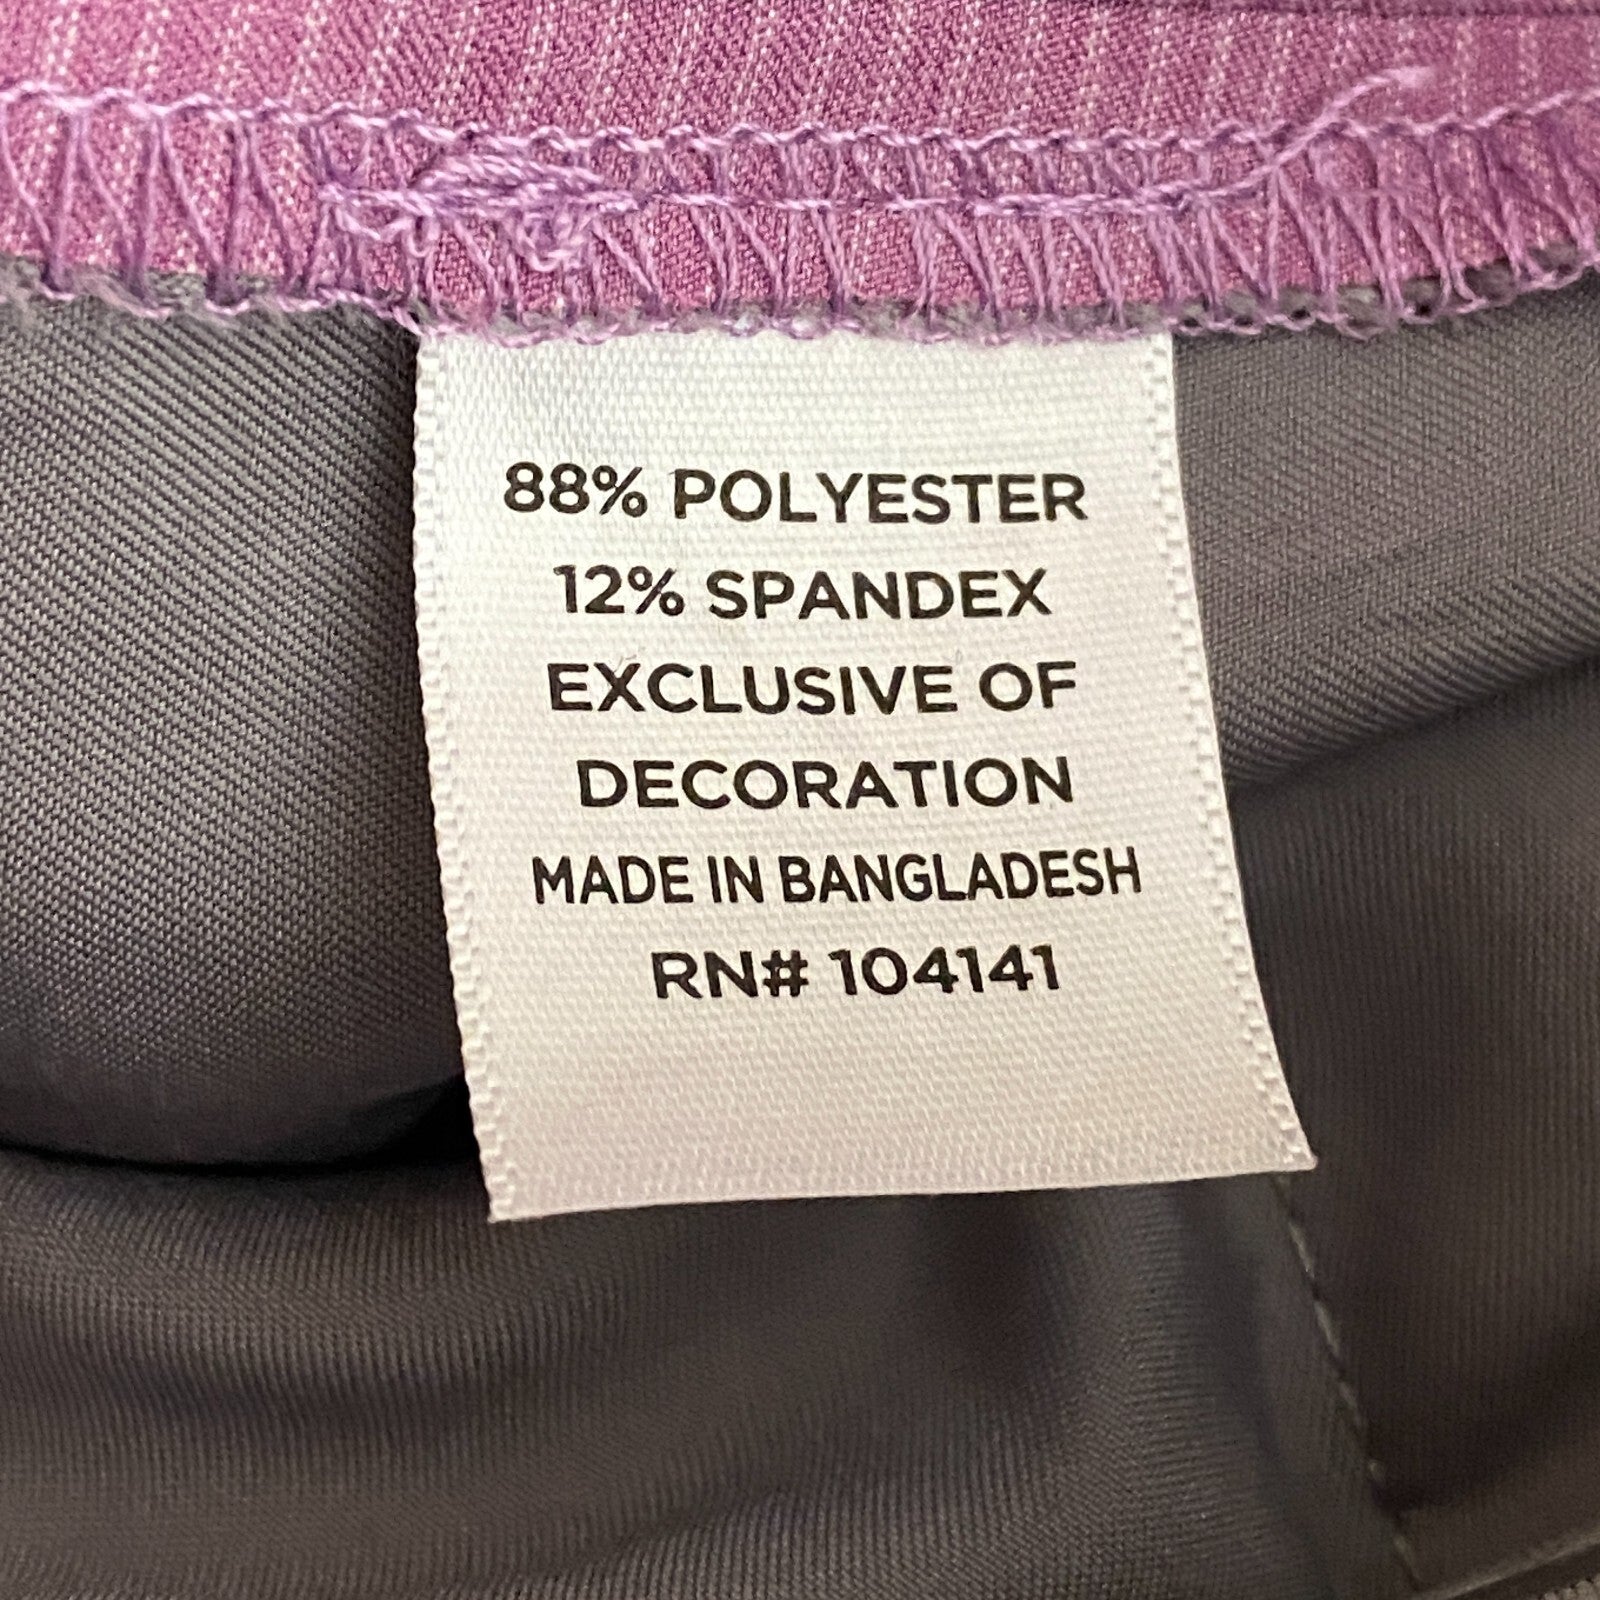 88% POLYESTER
12% SPANDEX
EXCLUSIVE OF
DECORATION
MADE IN BANGLADESH
RN# 104141